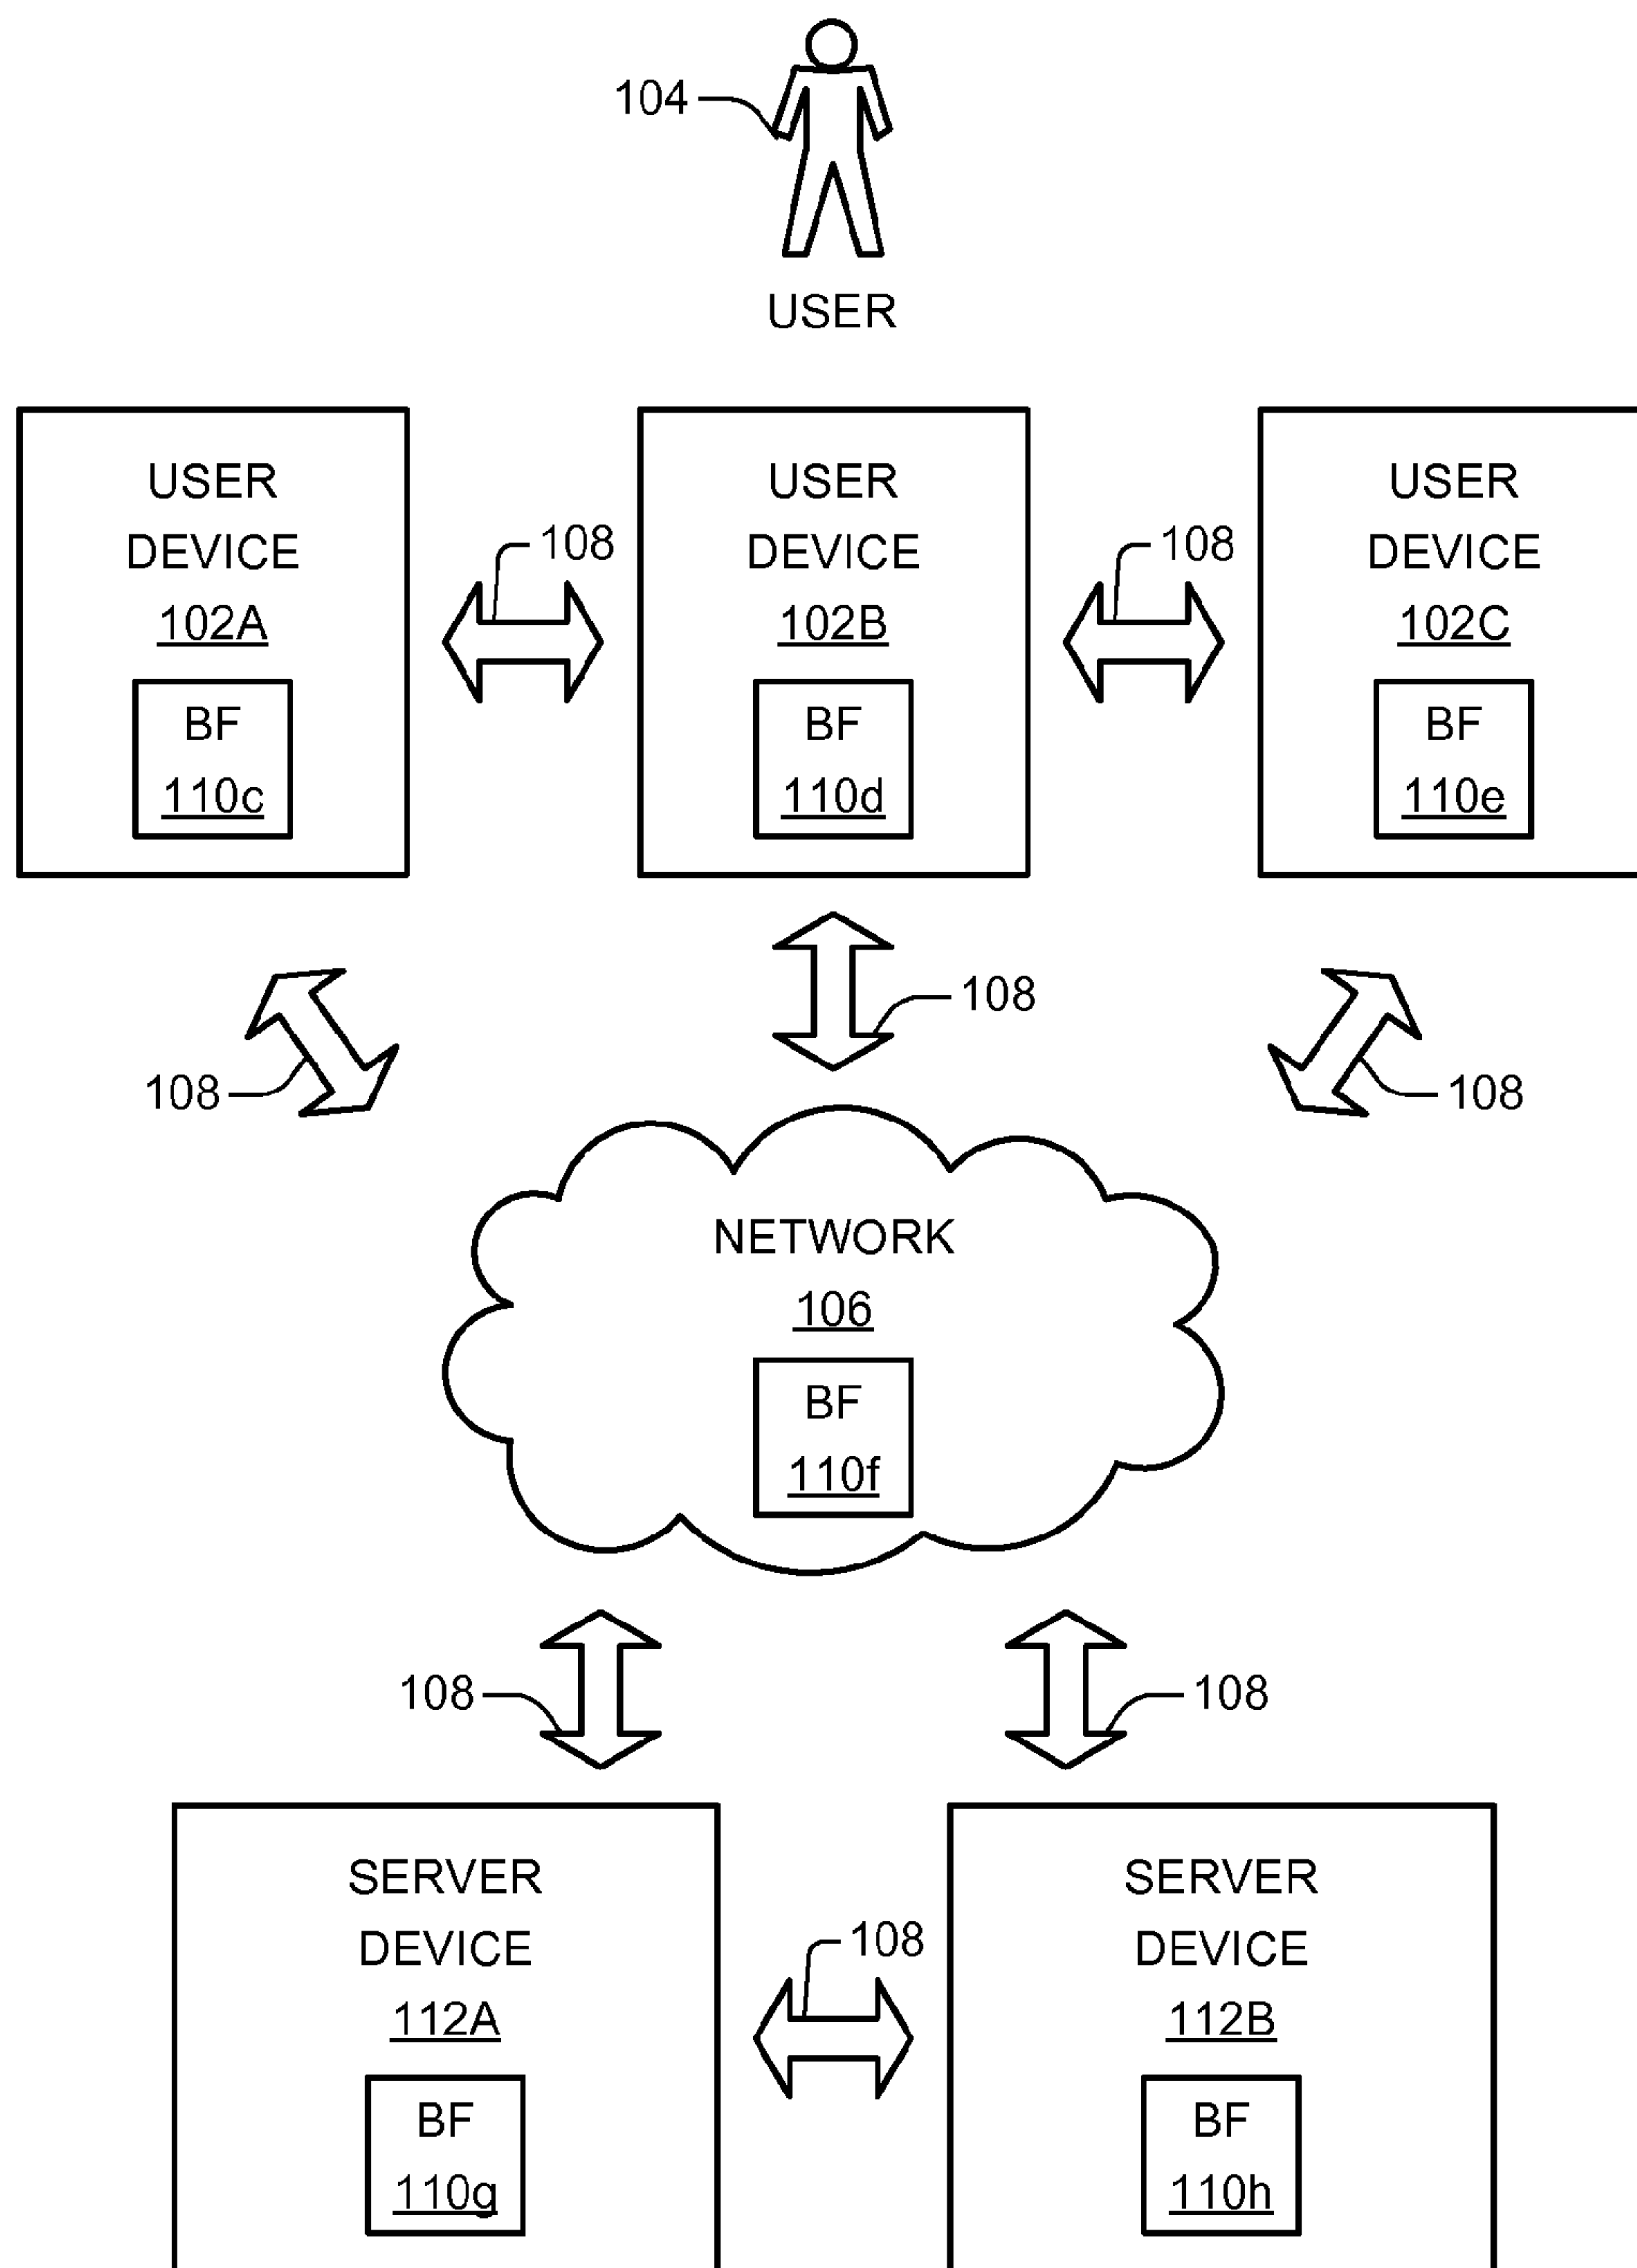 104
USER
USER
DEVICE
102A
BF
110c
108
USER
DEVICE
102B
BF
110d
108
USER
DEVICE
102C
BF
110e
108
108
108
NETWORK
106
BF
110f
108
108
SERVER
DEVICE
112A
BF
110g
108
SERVER
DEVICE
112B
BF
110h